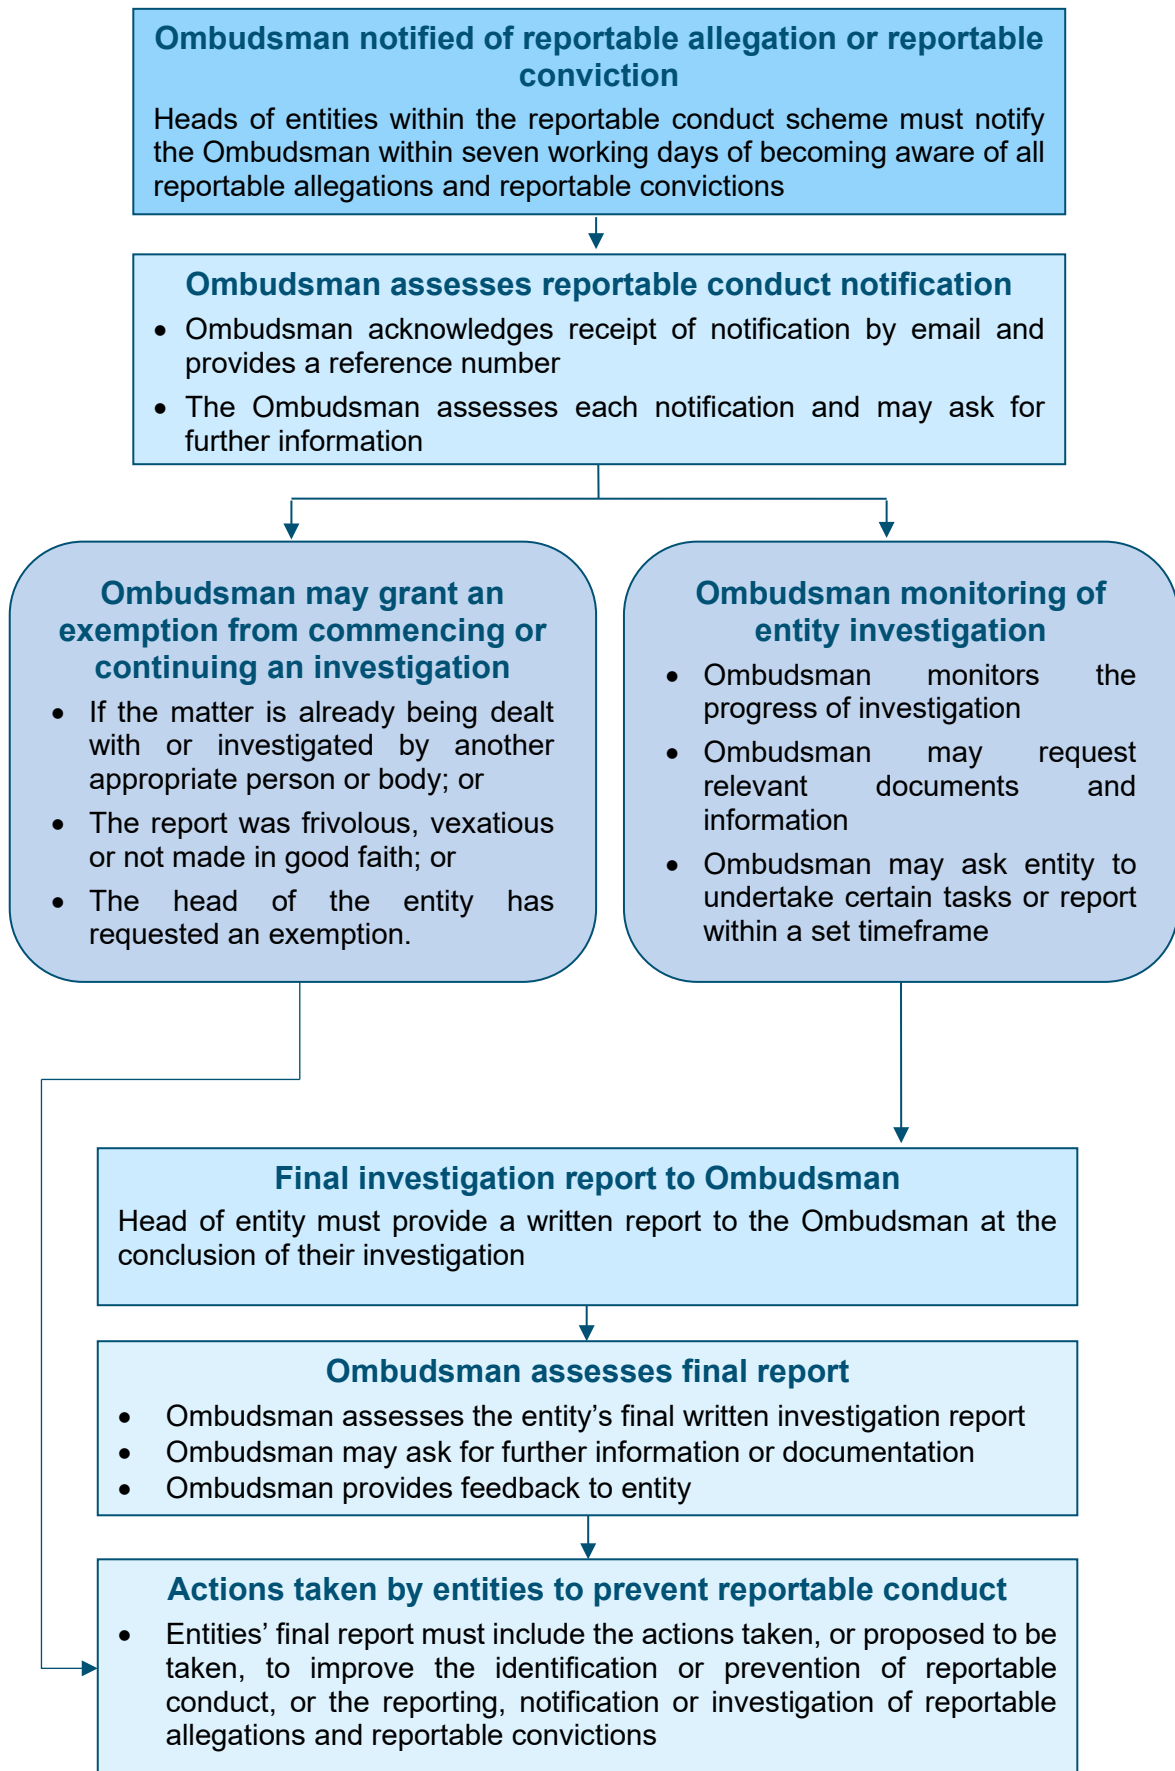 Ombudsman notified of reportable allegation or reportable
conviction
Heads of entities within the reportable conduct scheme must notify
the Ombudsman within seven working days of becoming aware of all
reportable allegations and reportable convictions
Ombudsman assesses reportable conduct notification
• Ombudsman acknowledges receipt of notification by email and
provides a reference number
• The Ombudsman assesses each notification and may ask for
further information
Ombudsman may grant an
exemption from commencing or
continuing an investigation
• If the matter is already being dealt
with or investigated by another
appropriate person or body; or
• The report was frivolous, vexatious
or not made in good faith; or
• The head of the entity has
requested an exemption.
Ombudsman monitoring of
entity investigation
• Ombudsman monitors the
progress of investigation
• Ombudsman may request
relevant documents and
information
• Ombudsman may ask entity to
undertake certain tasks or report
within a set timeframe
Final investigation report to Ombudsman
Head of entity must provide a written report to the Ombudsman at the
conclusion of their investigation
Ombudsman assesses final report
• Ombudsman assesses the entity’s final written investigation report
• Ombudsman may ask for further information or documentation
• Ombudsman provides feedback to entity
Actions taken by entities to prevent reportable conduct
• Entities’ final report must include the actions taken, or proposed to be
taken, to improve the identification or prevention of reportable
conduct, or the reporting, notification or investigation of reportable
allegations and reportable convictions